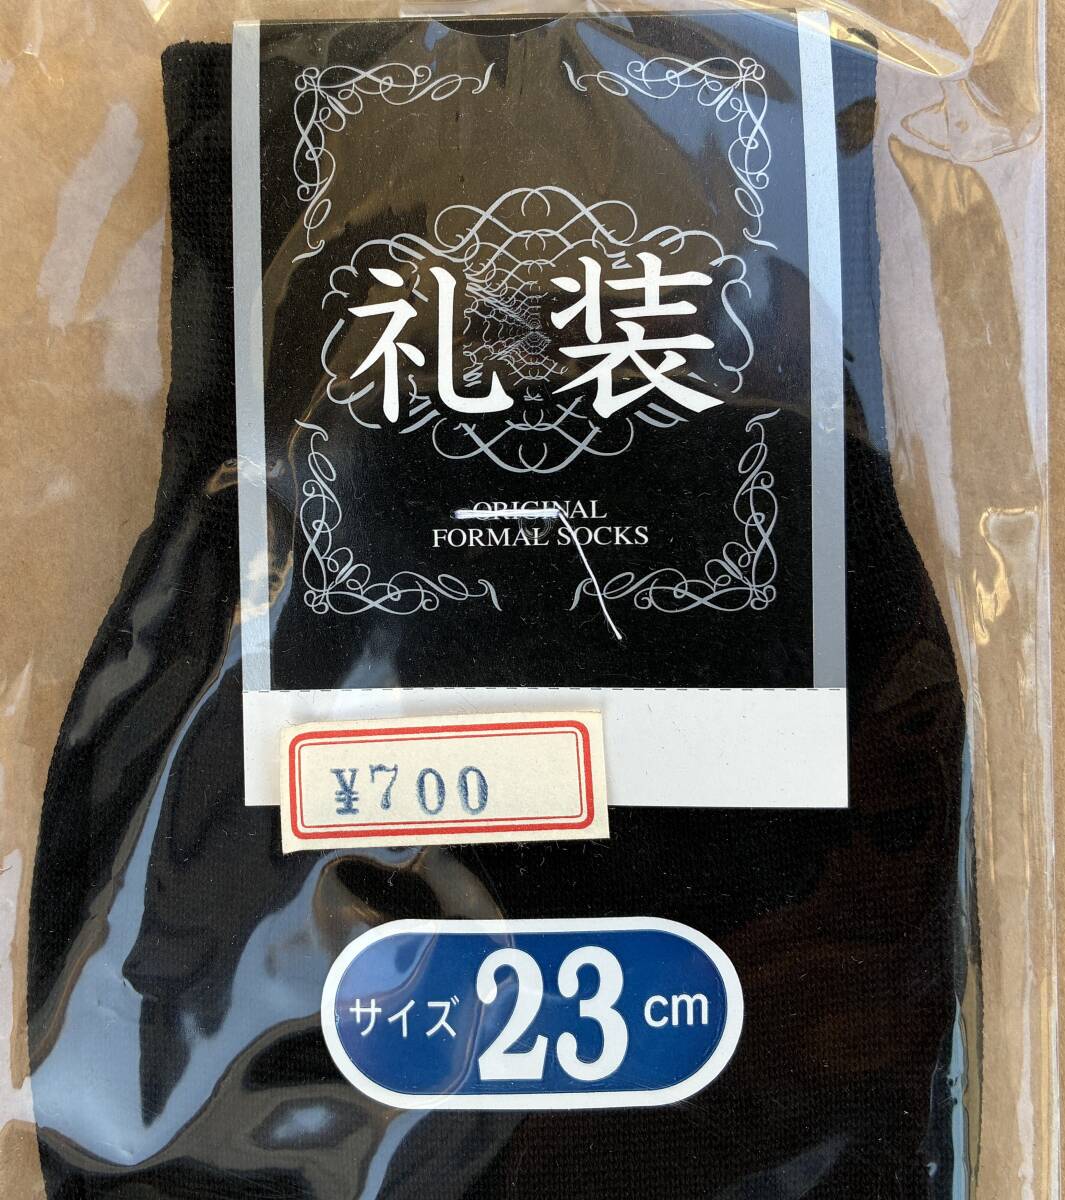 礼装
ORIGINAL
FORMAL SOCKS
¥700
サイズ 23 cm